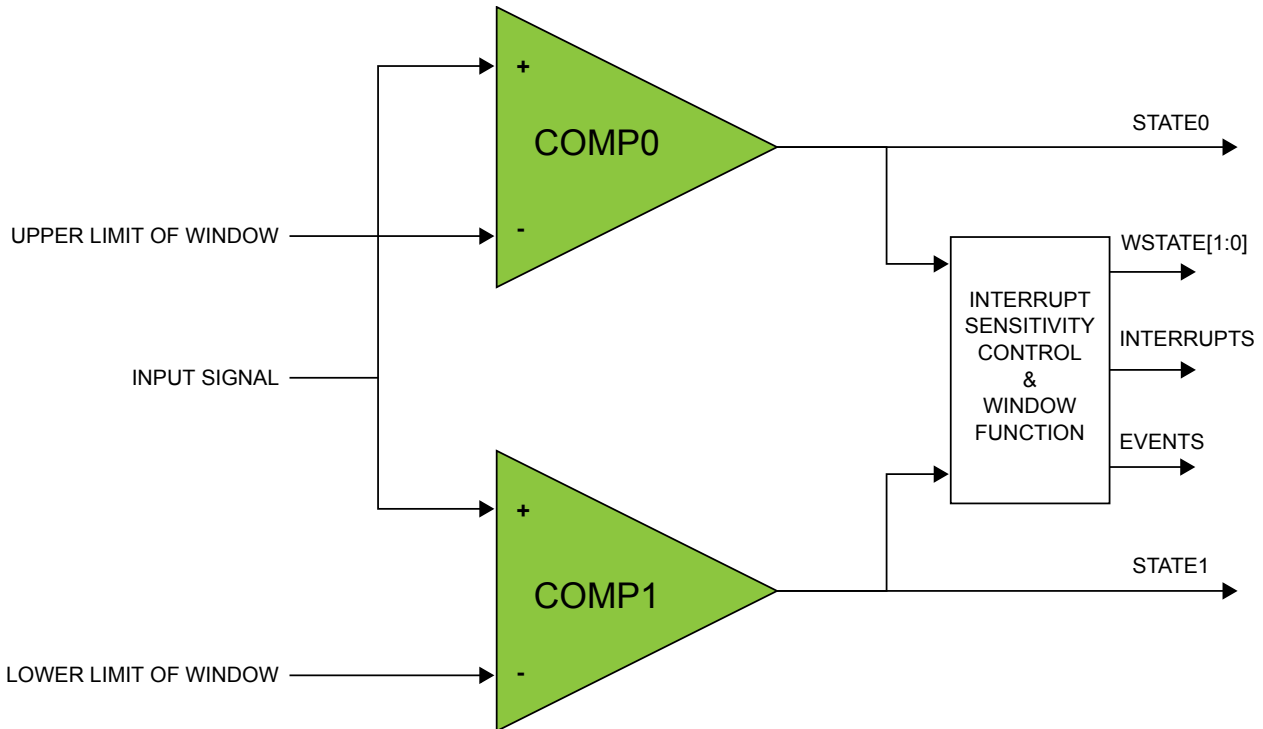 +
COMP0
-
STATE0
UPPER LIMIT OF WINDOW
WSTATE[1:0]
INTERRUPT
SENSITIVITY
CONTROL
&
WINDOW
FUNCTION
INTERRUPTS
INPUT SIGNAL
EVENTS
+
COMP1
-
STATE1
LOWER LIMIT OF WINDOW